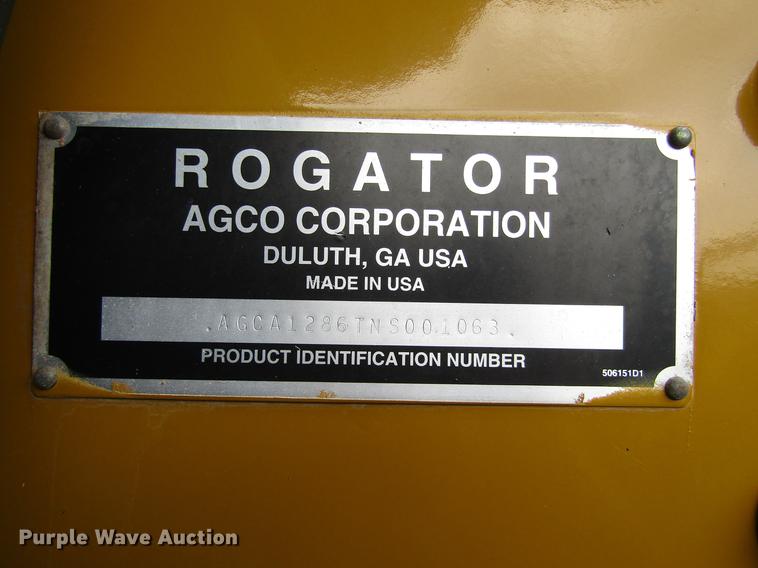 ROGATOR
AGCO CORPORATION
DULUTH, GA USA
MADE IN USA
.AGCA1286TNS001063.
PRODUCT IDENTIFICATION NUMBER
506151D1
Purple Wave Auction